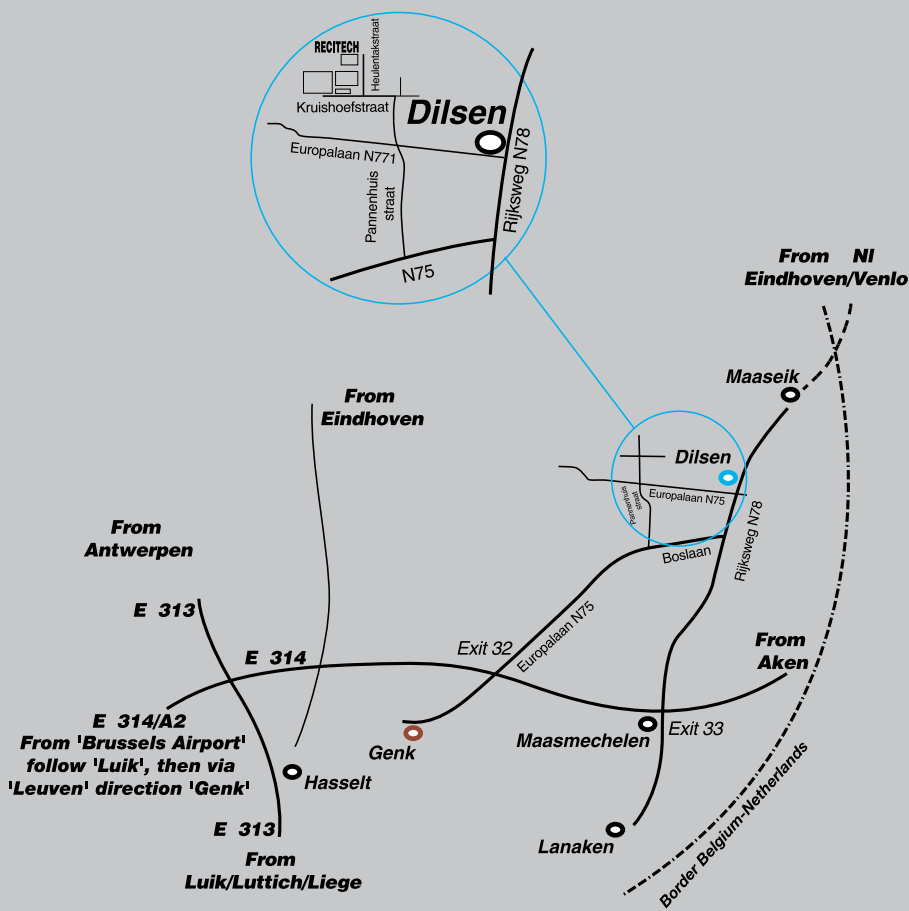 RECITECH
Heulentakstraat
Kruishoefstraat
Dilsen
Europalaan N771
Rijksweg N78
Pannenhuis
straat
N75
From NI
Eindhoven/Venlo
Maaseik
From
Eindhoven
Dilsen
Europalaan N75
Pannenhuis
straat
Rijksweg N78
Boslaan
From
Antwerpen
E 313
E 314
Exit 32
Europalaan N75
From
Aken
E 314/A2
From 'Brussels Airport'
follow 'Luik', then via
'Leuven' direction 'Genk'
Genk
Maasmechelen
Exit 33
Hasselt
E 313
From
Luik/Luttich/Liege
Lanaken
Border Belgium-Netherlands